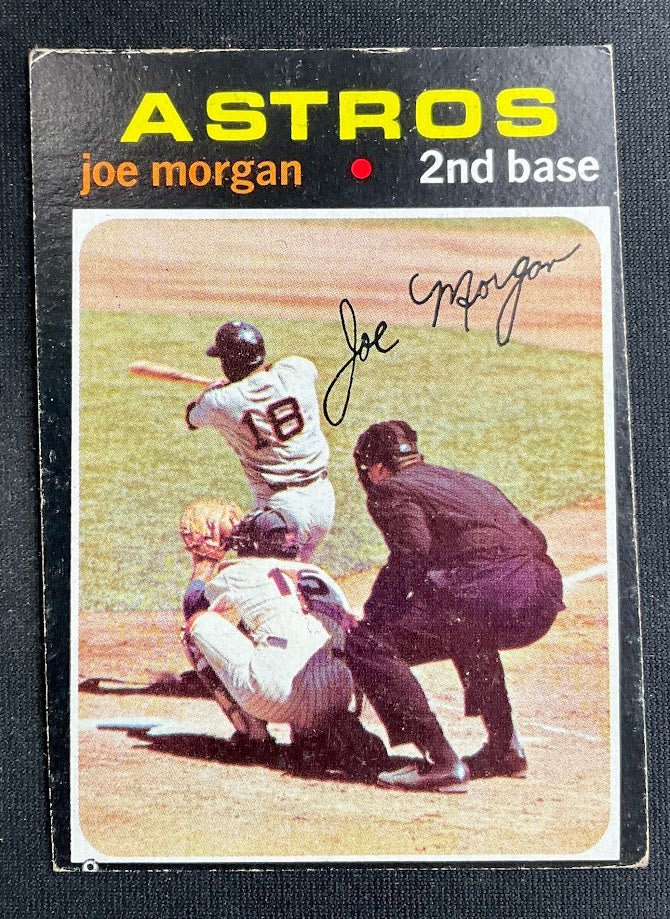 ASTROS
joe morgan • 2nd base
Joe Morgan
18